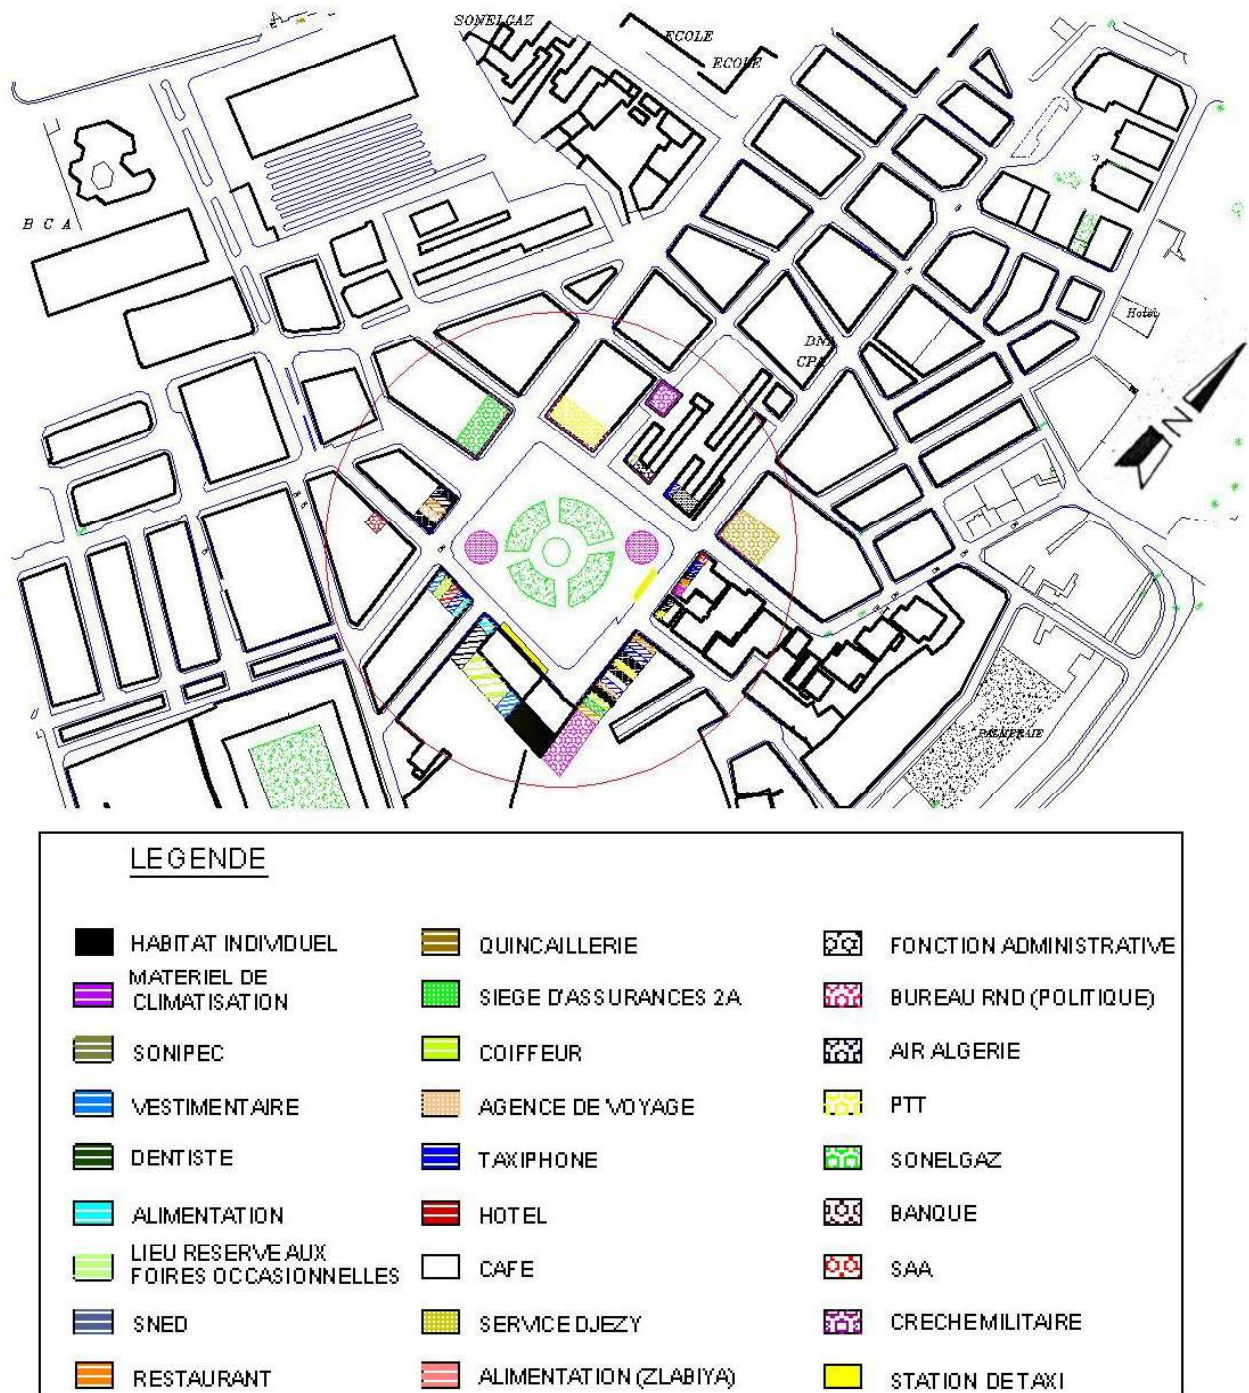 SONELGAZ
ECOLE
ECOLE
B C A
Hotel
CPA
N
PALMERAIE
LEGENDE
HABITAT INDIVIDUEL
MATERIEL DE
CLIMATISATION
SONIPEC
VESTIMENTAIRE
DENTISTE
ALIMENTATION
LIEU RESERVE AUX
FOIRES OCCASIONNELLES
SNED
RESTAURANT
QUINCAILLERIE
SIEGE D'ASSURANCES 2A
COIFFEUR
AGENCE DE VOYAGE
TAXIPHONE
HOTEL
CAFE
SERVICE DJEZY
ALIMENTATION (ZLABIYA)
FONCTION ADMINISTRATIVE
BUREAU RND (POLITIQUE)
AIR ALGERIE
PTT
SONELGAZ
BANQUE
SAA
CRECHE MILITAIRE
STATION DE TAXI